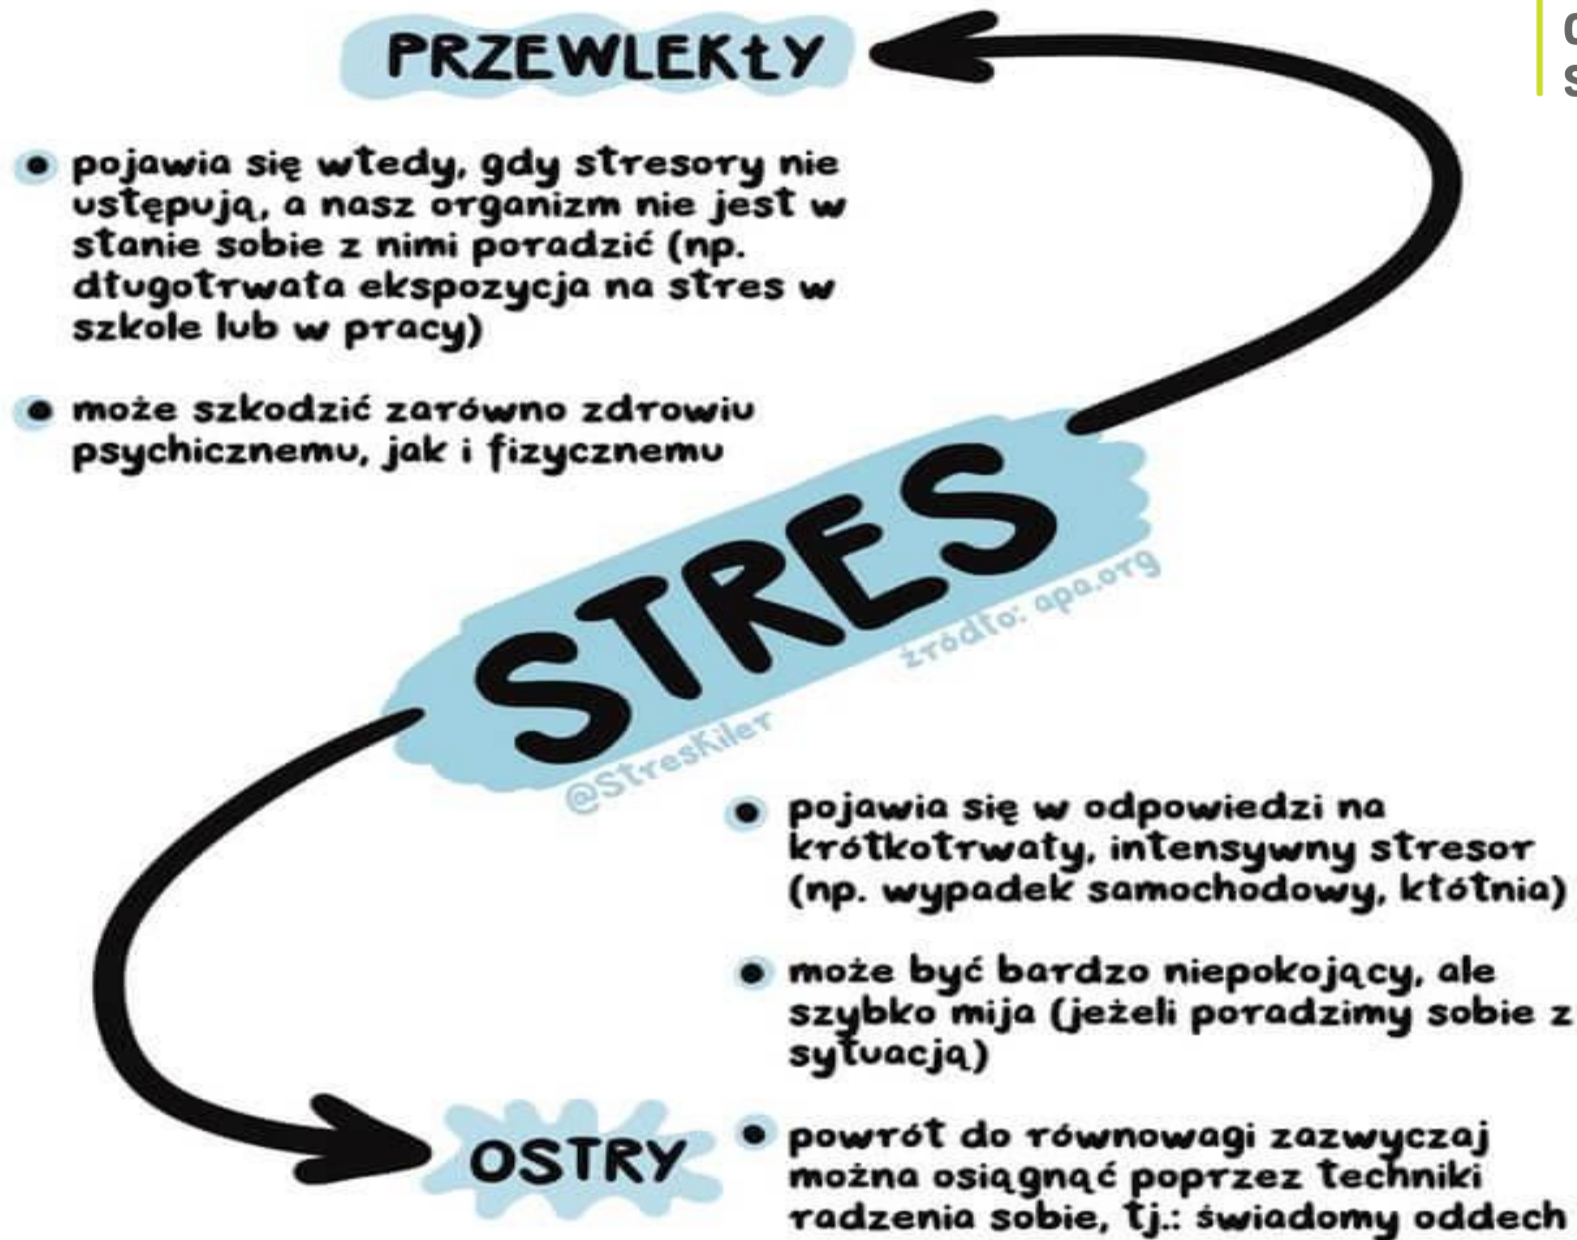 PRZEWLEKŁY
pojawia się wtedy, gdy stresory nie
ustępują, a nasz organizm nie jest w
stanie sobie z nimi poradzić (np.
długotrwała ekspozycja na stres w
szkole lub w pracy)
może szkodzić zarówno zdrowiu
psychicznemu, jak i fizycznemu
STRES
źródło: apa.org
@StresKiler
pojawia się w odpowiedzi na
krótkotrwały, intensywny stresor
(np. wypadek samochodowy, kłótnia)
może być bardzo niepokojący, ale
szybko mija (jeżeli poradzimy sobie z
sytuacją)
OSTRY
powrót do równowagi zazwyczaj
można osiągnąć poprzez techniki
radzenia sobie, tj.: świadomy oddech